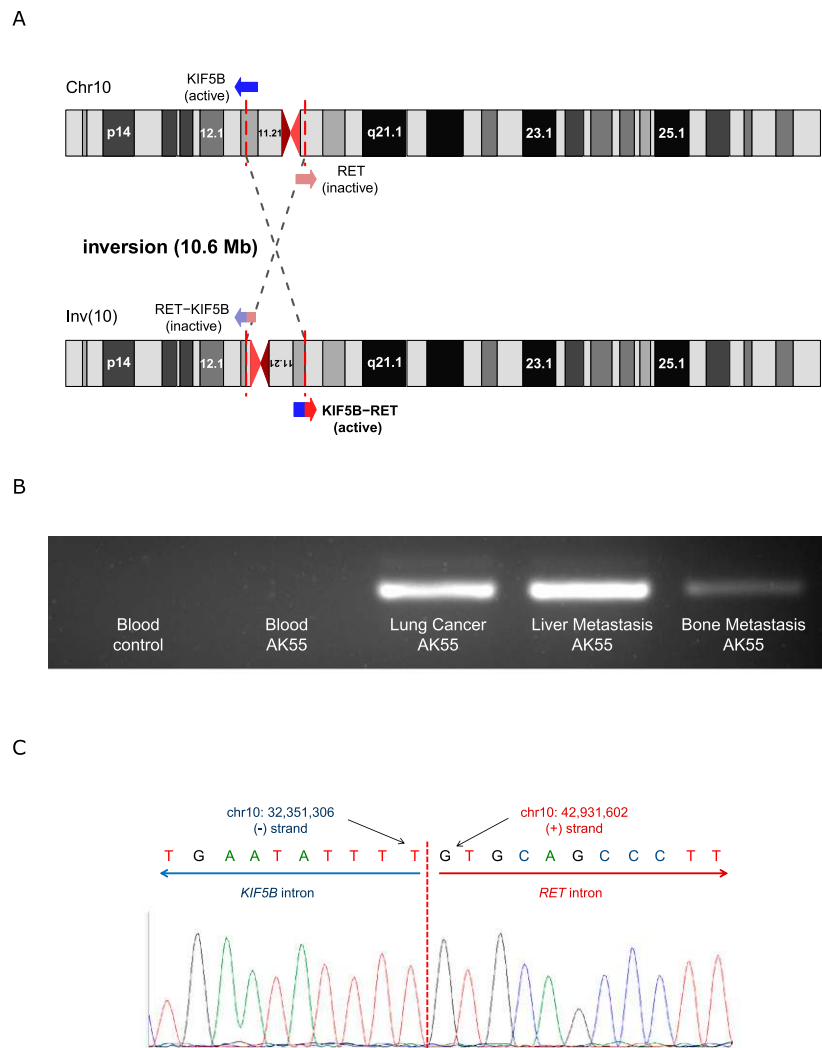 A
Chr10
KIF5B
(active)
p14
12.1
11.21
q21.1
23.1
25.1
RET
(inactive)
inversion (10.6 Mb)
RET−KIF5B
(inactive)
Inv(10)
p14
12.1
11.21
q21.1
23.1
25.1
KIF5B−RET
(active)
B
Blood
control
Blood
AK55
Lung Cancer
AK55
Liver Metastasis
AK55
Bone Metastasis
AK55
C
chr10: 32,351,306
(-) strand
chr10: 42,931,602
(+) strand
T G A A T A T T T T G T G C A G C C C T T
KIF5B intron
RET intron